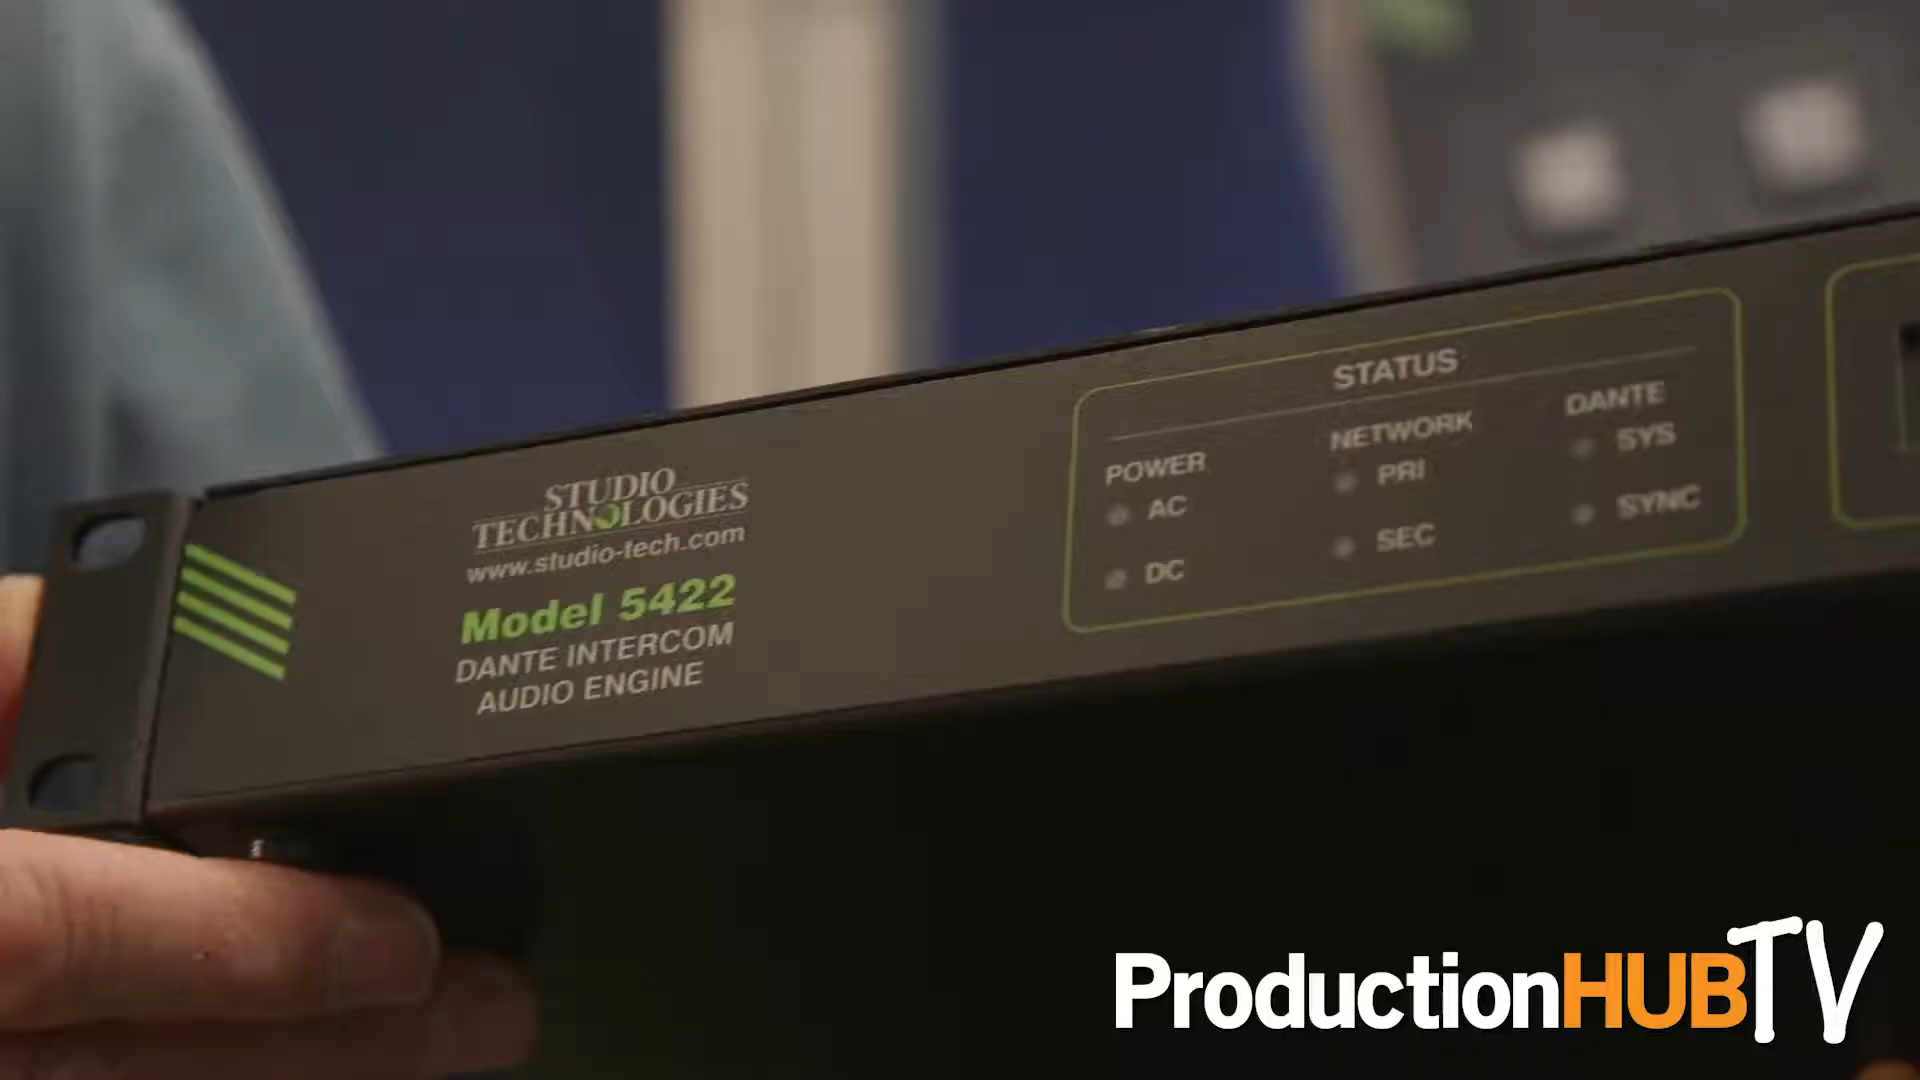 STUDIO
TECHNOLOGIES
www.studio-tech.com
Model 5422
DANTE INTERCOM
AUDIO ENGINE
STATUS
POWER
AC
DC
NETWORK
PRI
SEC
DANTE
SYS
SYNC
ProductionHUBTV